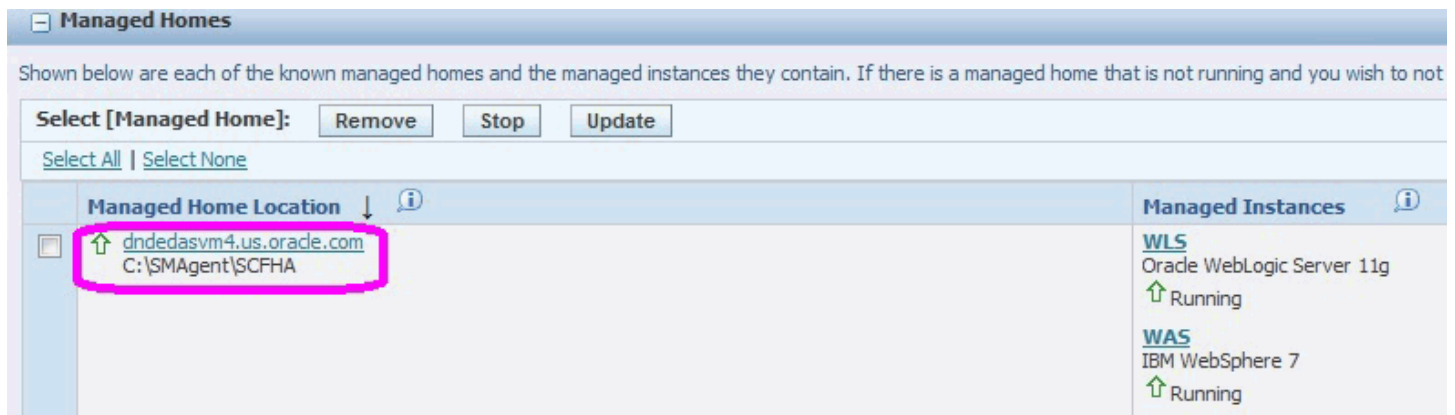 Managed Homes
Shown below are each of the known managed homes and the managed instances they contain. If there is a managed home that is not running and you wish to not
Select [Managed Home]: Remove Stop Update
Select All | Select None
Managed Home Location ↓ Managed Instances
dndedasvm4.us.oracle.com
C:\SMAgent\SCFHA
WLS
Oracle WebLogic Server 11g
Running
WAS
IBM WebSphere 7
Running